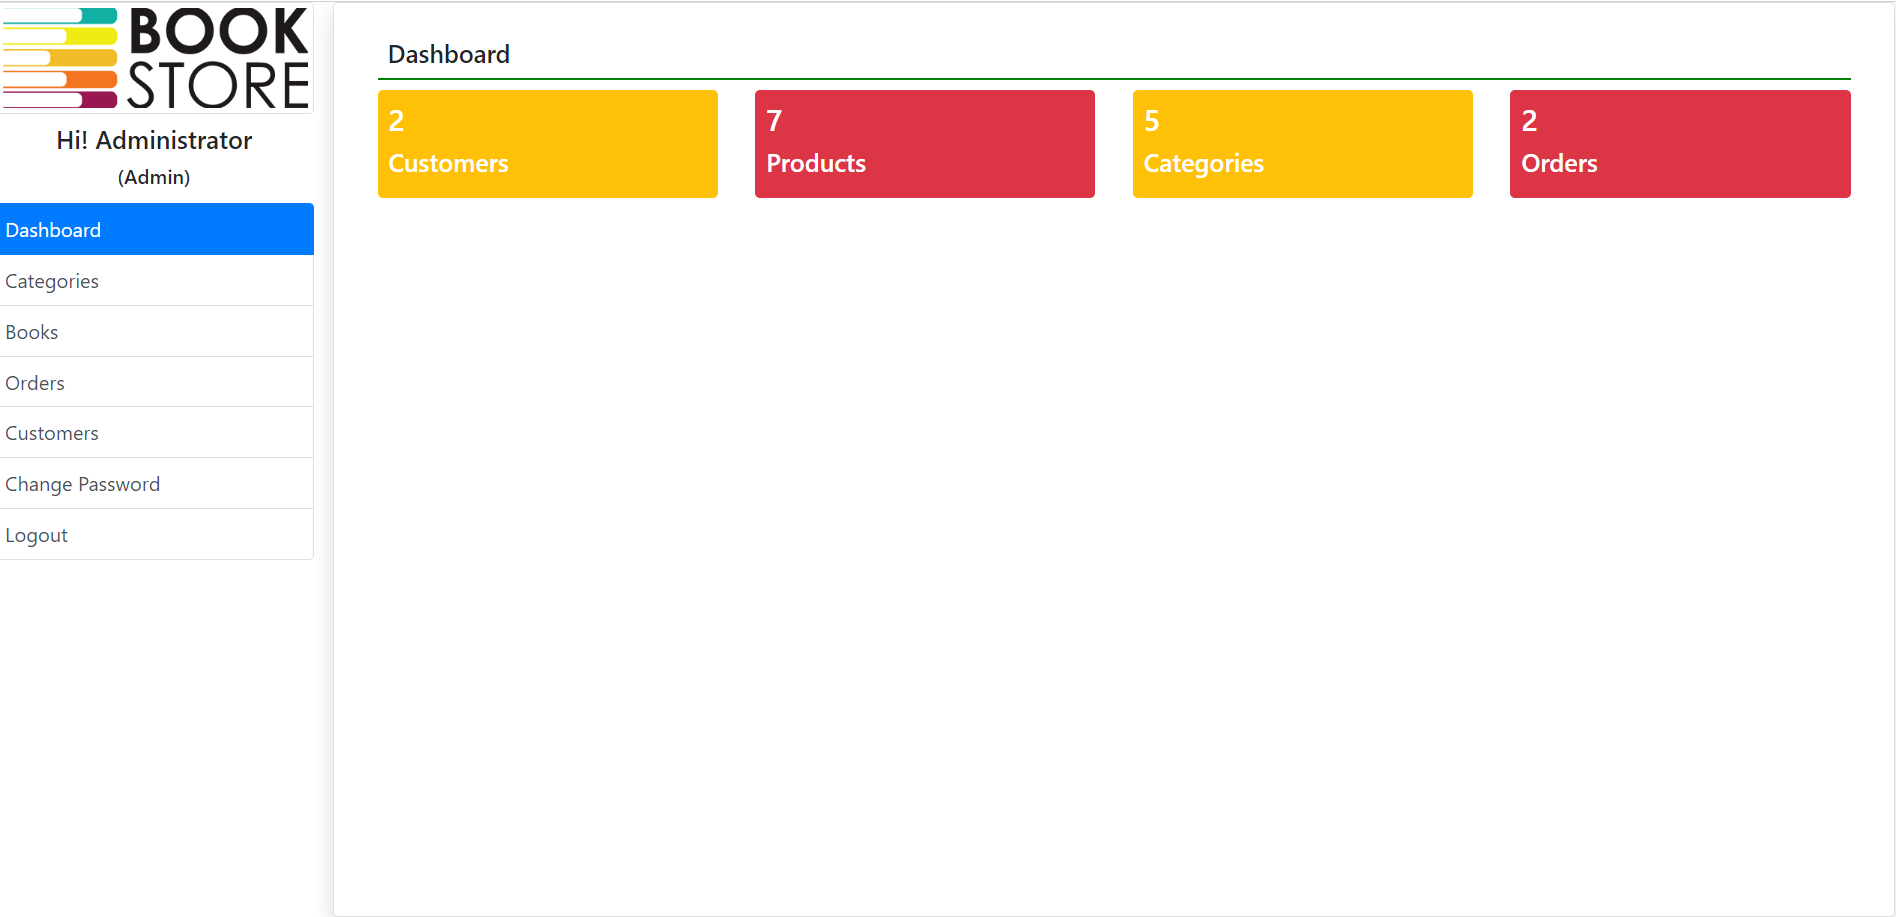 BOOK
STORE
Hi! Administrator
(Admin)
Dashboard
Categories
Books
Orders
Customers
Change Password
Logout
Dashboard
2
Customers
7
Products
5
Categories
2
Orders